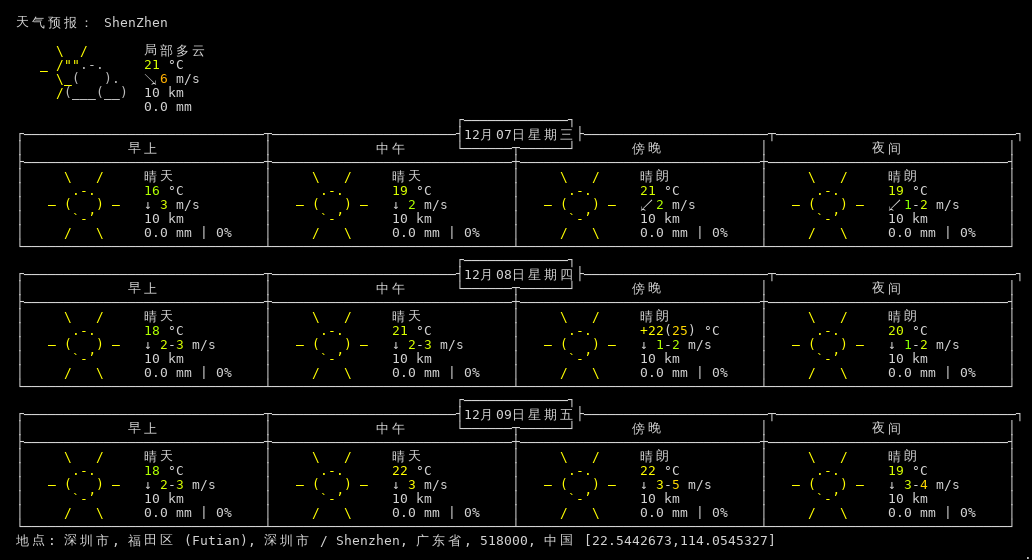 天气预报： ShenZhen
局部多云
21 °C
↘6 m/s
10 km
0.0 mm
12月07日星期三
早上 中午 傍晚 夜间
晴天 晴天 晴朗 晴朗
16 °C 19 °C 21 °C 19 °C
↓ 3 m/s ↓ 2 m/s ↙2 m/s ↙1-2 m/s
10 km 10 km 10 km 10 km
0.0 mm | 0% 0.0 mm | 0% 0.0 mm | 0% 0.0 mm | 0%
12月08日星期四
早上 中午 傍晚 夜间
晴天 晴天 晴朗 晴朗
18 °C 21 °C +22(25) °C 20 °C
↓ 2-3 m/s ↓ 2-3 m/s ↓ 1-2 m/s ↓ 1-2 m/s
10 km 10 km 10 km 10 km
0.0 mm | 0% 0.0 mm | 0% 0.0 mm | 0% 0.0 mm | 0%
12月09日星期五
早上 中午 傍晚 夜间
晴天 晴天 晴朗 晴朗
18 °C 22 °C 22 °C 19 °C
↓ 2-3 m/s ↓ 3 m/s ↓ 3-5 m/s ↓ 3-4 m/s
10 km 10 km 10 km 10 km
0.0 mm | 0% 0.0 mm | 0% 0.0 mm | 0% 0.0 mm | 0%
地点: 深圳市, 福田区 (Futian), 深圳市 / Shenzhen, 广东省, 518000, 中国 [22.5442673,114.0545327]